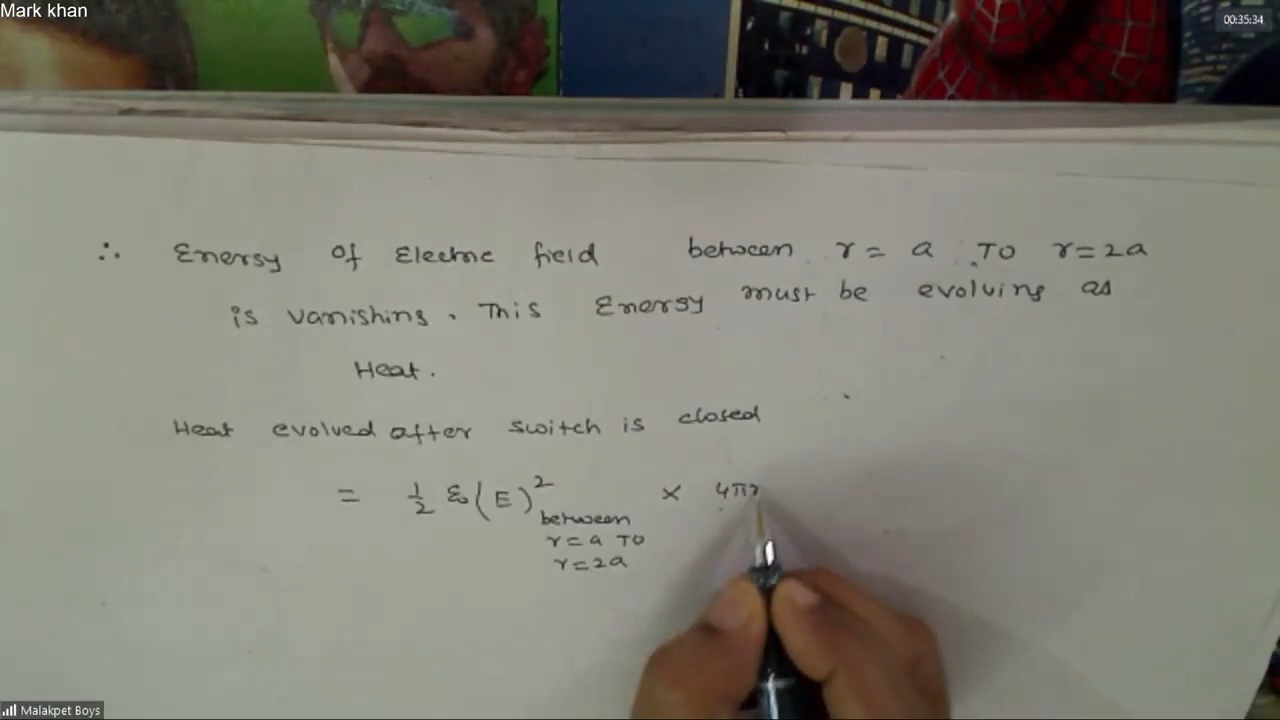 Mark khan
00:35:34
∴ Energy of Electric field between r = a TO r = 2a
is vanishing. This Energy must be evolving as
Heat.
Heat evolved after switch is closed
= 1/2 ε₀(E)² between r = a TO r = 2a × 4πr
Malakpet Boys